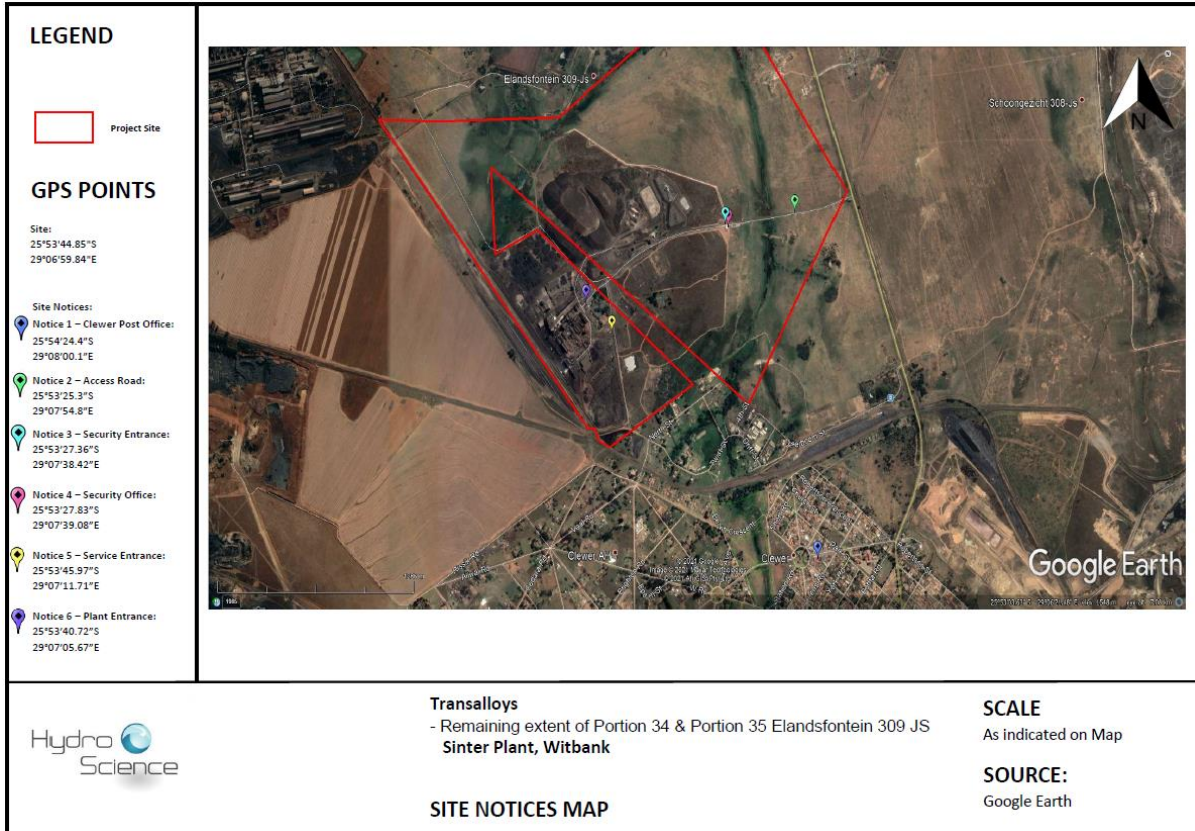 LEGEND
Project Site
GPS POINTS
Site:
25°53'44.85"S
29°06'59.84"E
Site Notices:
Notice 1 – Clewer Post Office:
25°54'24.4"S
29°08'00.1"E
Notice 2 – Access Road:
25°53'25.3"S
29°07'54.8"E
Notice 3 – Security Entrance:
25°53'27.36"S
29°07'38.42"E
Notice 4 – Security Office:
25°53'27.83"S
29°07'39.08"E
Notice 5 – Service Entrance:
25°53'45.97"S
29°07'11.71"E
Notice 6 – Plant Entrance:
25°53'40.72"S
29°07'05.67"E
Elandsfontein 309-Js
Schoongezicht 308-Js
N
Clewer AH
Clewer
Google Earth
1985
Hydro
Science
Transalloys
- Remaining extent of Portion 34 & Portion 35 Elandsfontein 309 JS
Sinter Plant, Witbank
SITE NOTICES MAP
SCALE
As indicated on Map
SOURCE:
Google Earth